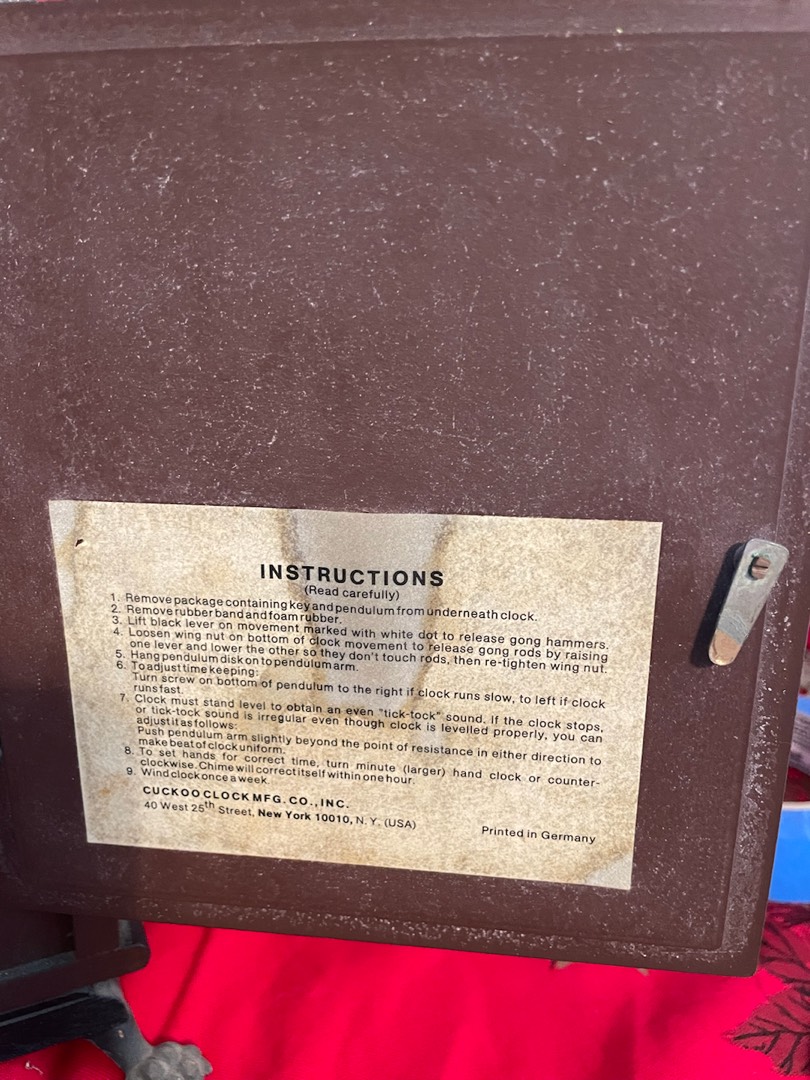 INSTRUCTIONS
(Read carefully)
1. Remove package containing key and pendulum from underneath clock.
2. Remove rubber band and foam rubber.
3. Lift black lever on movement marked with white dot to release gong hammers.
4. Loosen wing nut on bottom of clock movement to release gong rods by raising
one lever and lower the other so they don't touch rods, then re-tighten wing nut.
5. Hang pendulum disk on to pendulum arm.
6. To adjust time keeping:
Turn screw on bottom of pendulum to the right if clock runs slow, to left if clock
runs fast.
7. Clock must stand level to obtain an even "tick-tock" sound. If the clock stops,
or tick-tock sound is irregular even though clock is levelled properly, you can
adjust it as follows:
Push pendulum arm slightly beyond the point of resistance in either direction to
make beat of clock uniform.
8. To set hands for correct time, turn minute (larger) hand clock or counter-
clockwise. Chime will correct itself within one hour.
9. Wind clock once a week.
CUCKOO CLOCK MFG. CO., INC.
40 West 25th Street, New York 10010, N. Y. (USA)
Printed in Germany